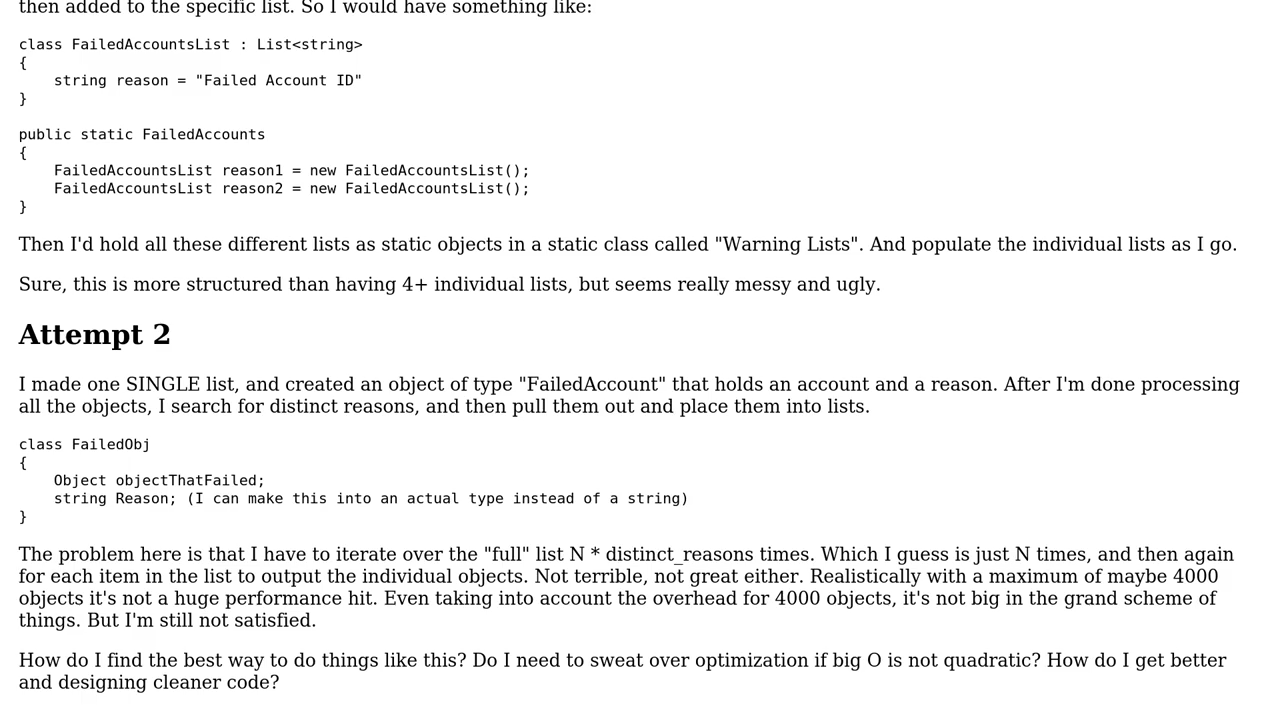 then added to the specific list. So I would have something like:
class FailedAccountsList : List<string>
{
    string reason = "Failed Account ID"
}
public static FailedAccounts
{
    FailedAccountsList reason1 = new FailedAccountsList();
    FailedAccountsList reason2 = new FailedAccountsList();
}
Then I'd hold all these different lists as static objects in a static class called "Warning Lists". And populate the individual lists as I go.
Sure, this is more structured than having 4+ individual lists, but seems really messy and ugly.
Attempt 2
I made one SINGLE list, and created an object of type "FailedAccount" that holds an account and a reason. After I'm done processing
all the objects, I search for distinct reasons, and then pull them out and place them into lists.
class FailedObj
{
    Object objectThatFailed;
    string Reason; (I can make this into an actual type instead of a string)
}
The problem here is that I have to iterate over the "full" list N * distinct_reasons times. Which I guess is just N times, and then again
for each item in the list to output the individual objects. Not terrible, not great either. Realistically with a maximum of maybe 4000
objects it's not a huge performance hit. Even taking into account the overhead for 4000 objects, it's not big in the grand scheme of
things. But I'm still not satisfied.
How do I find the best way to do things like this? Do I need to sweat over optimization if big O is not quadratic? How do I get better
and designing cleaner code?